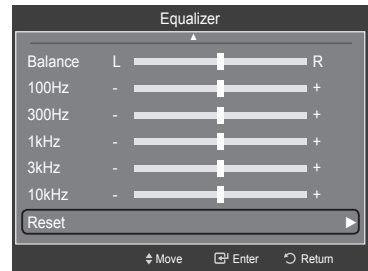 Equalizer
▲
Balance L R
100Hz - +
300Hz - +
1kHz - +
3kHz - +
10kHz - +
Reset ▶
Move Enter Return